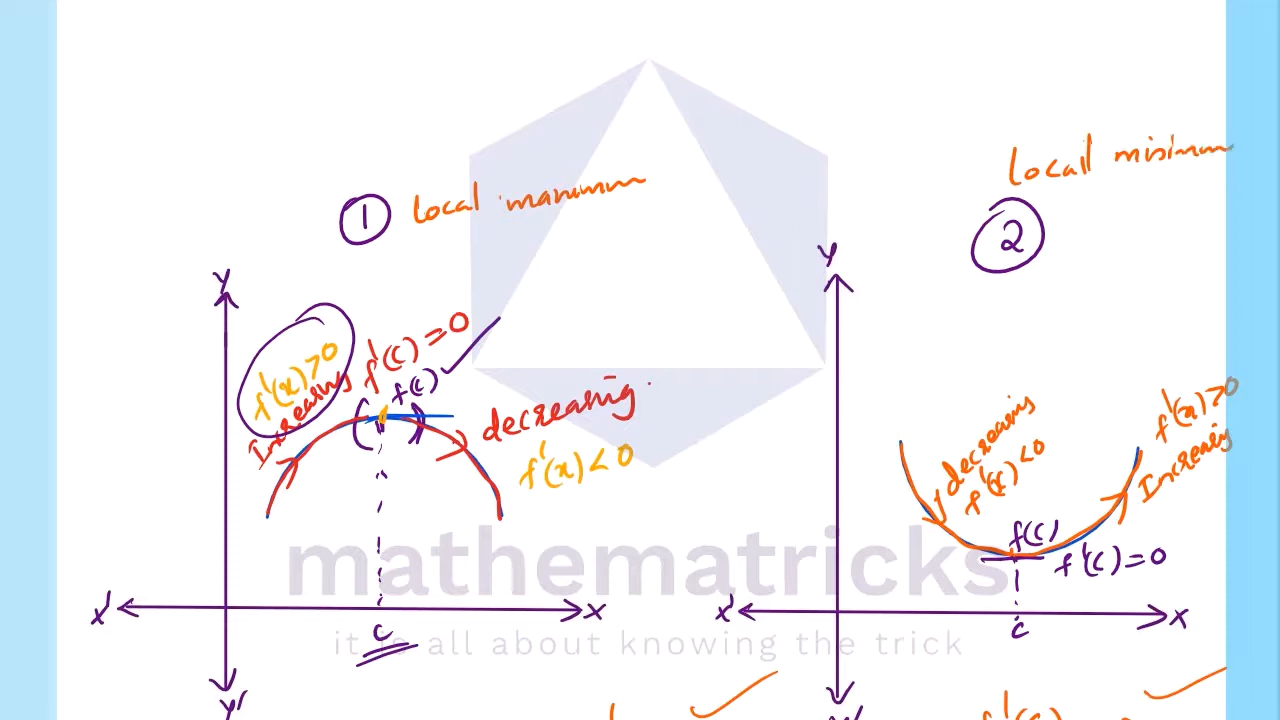 ① Local maximum
Y
f'(x)>0
Increasing
f'(c)=0
f(c)
decreasing
f'(x)<0
X'
X
c
Y'
Local minimum
②
Y
decreasing
f'(x)<0
f'(x)>0
Increasing
f(c)
f'(c)=0
X'
X
c
mathematricks
it is all about knowing the trick